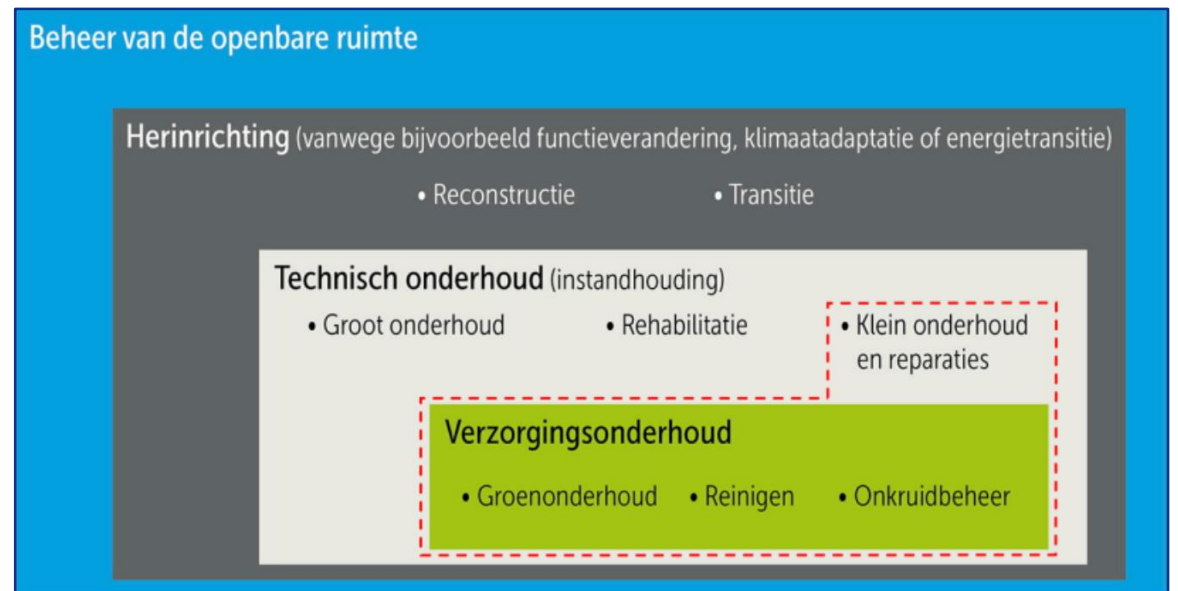 Beheer van de openbare ruimte
Herinrichting (vanwege bijvoorbeeld functieverandering, klimaatadaptatie of energietransitie)
• Reconstructie • Transitie
Technisch onderhoud (instandhouding)
• Groot onderhoud • Rehabilitatie • Klein onderhoud
en reparaties
Verzorgingsonderhoud
• Groenonderhoud • Reinigen • Onkruidbeheer